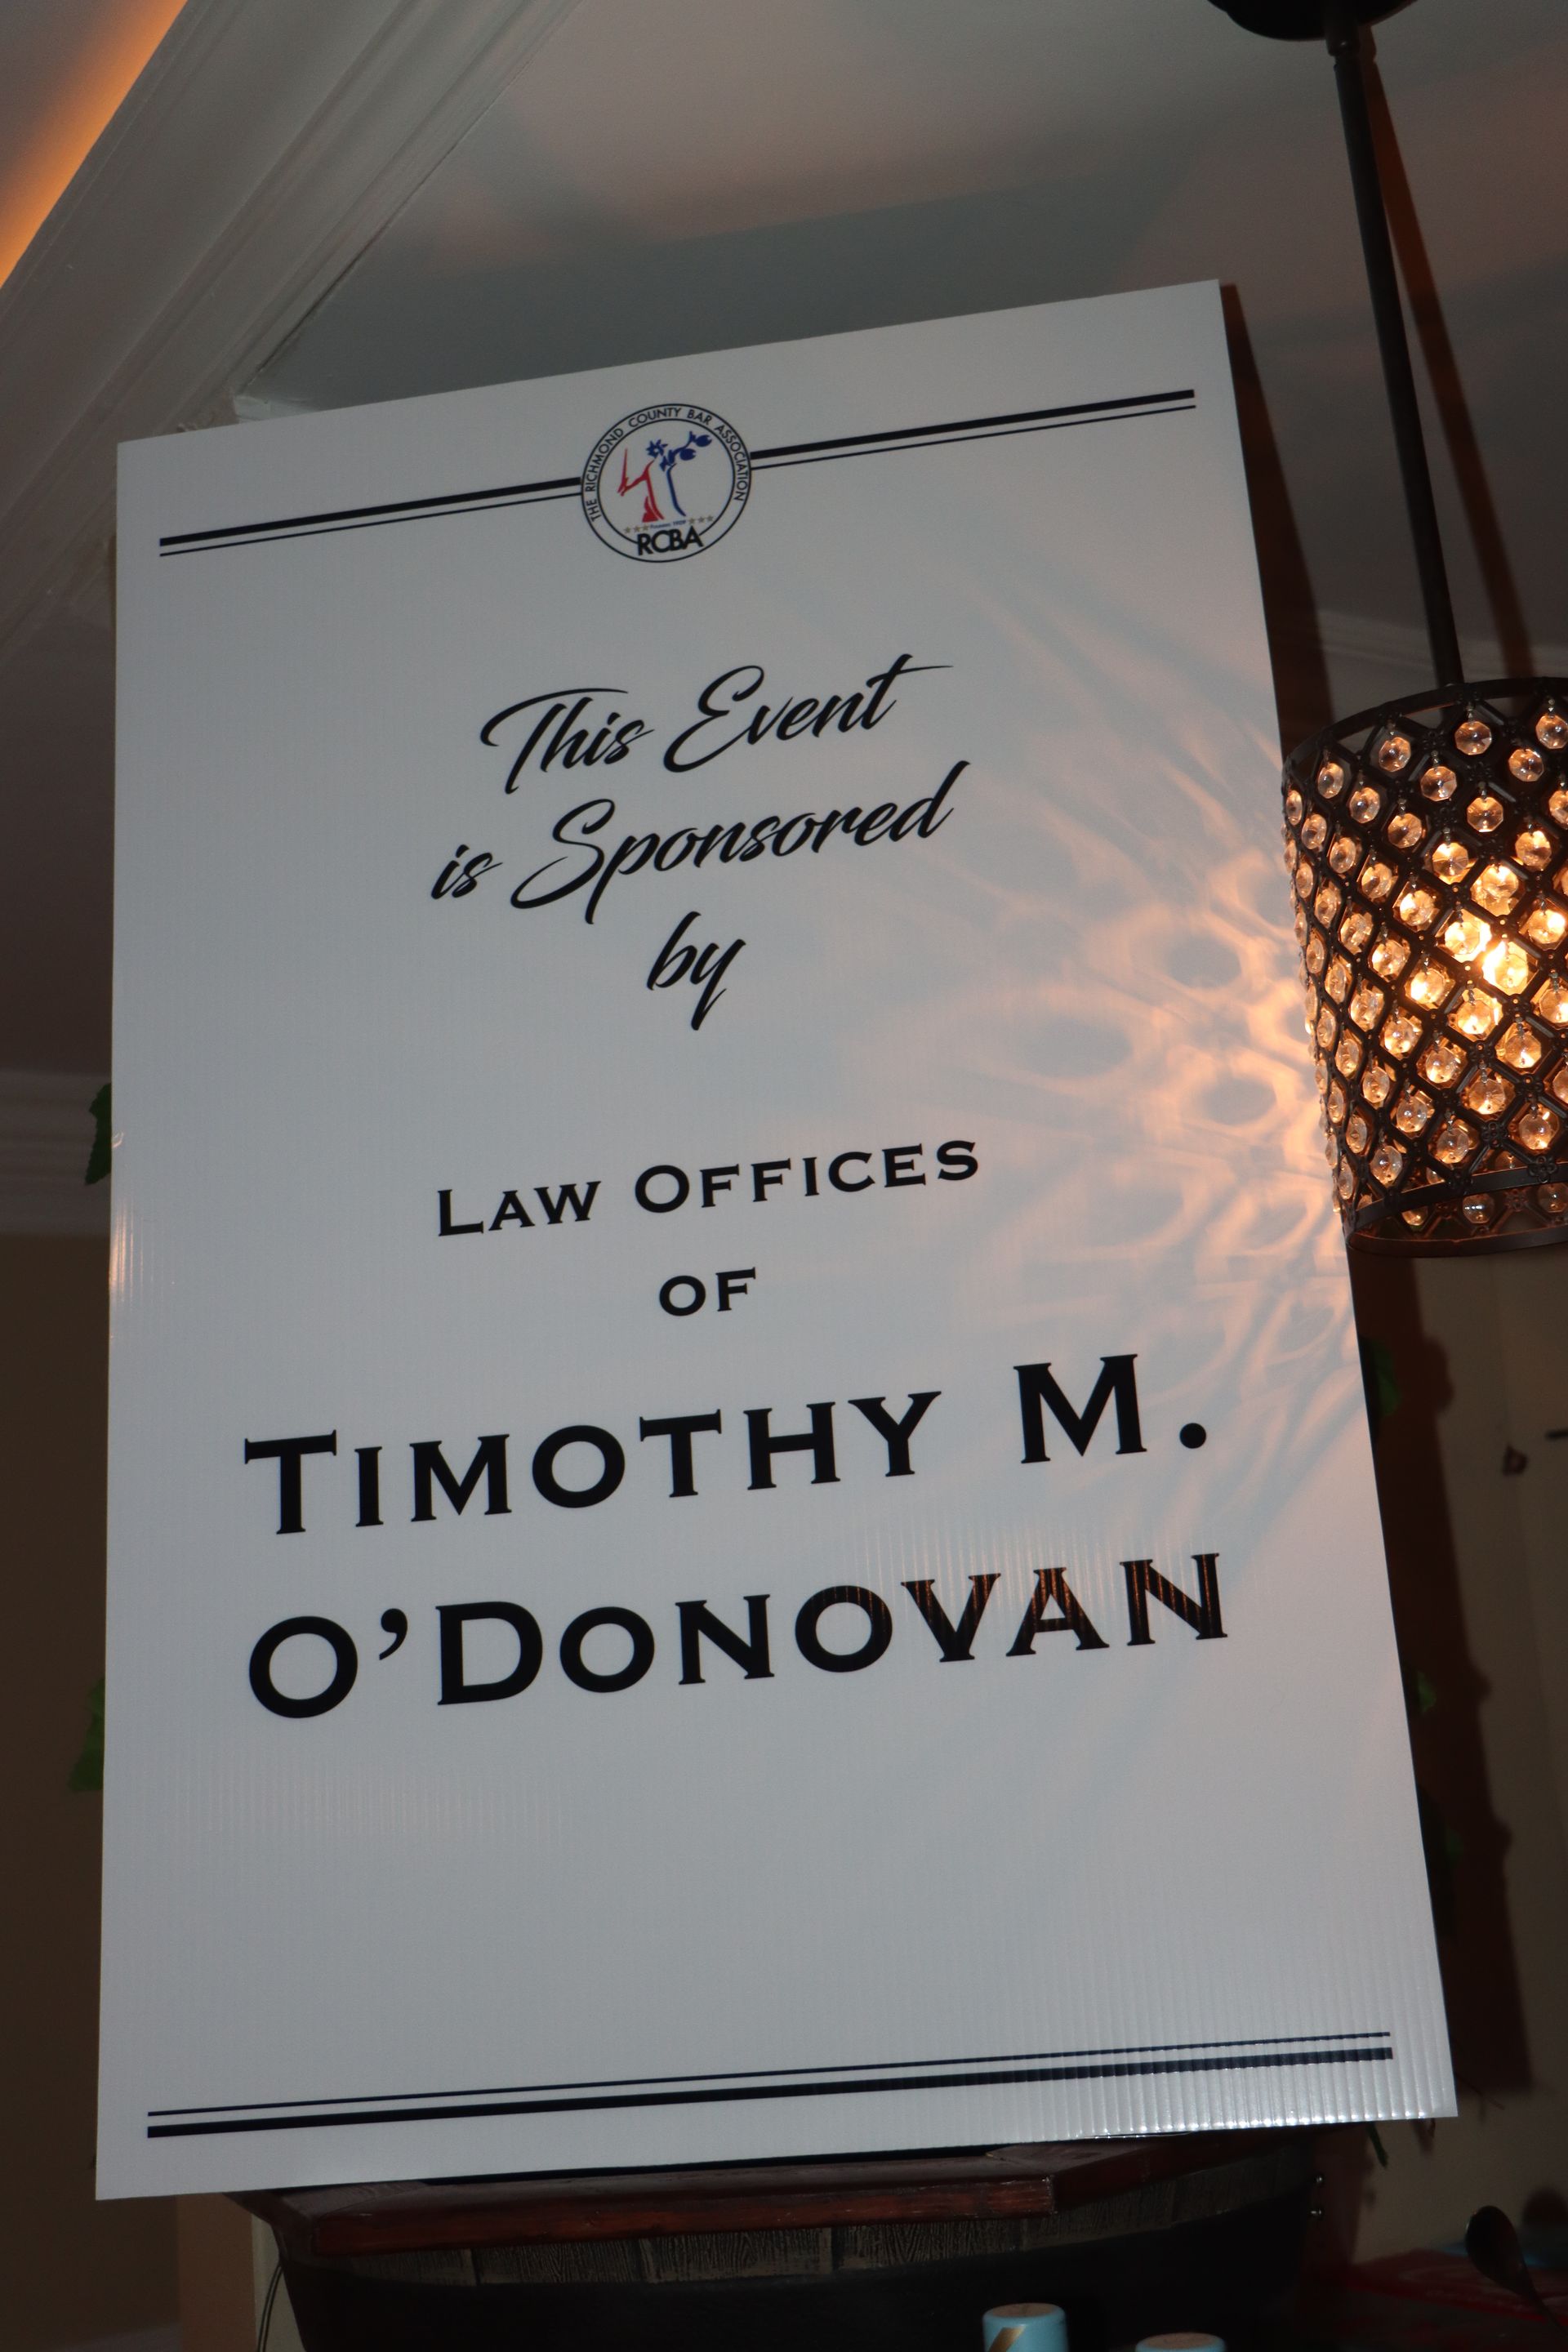 THE RICHMOND COUNTY BAR ASSOCIATION
RCBA
This Event
is Sponsored
by
LAW OFFICES
OF
TIMOTHY M.
O'DONOVAN